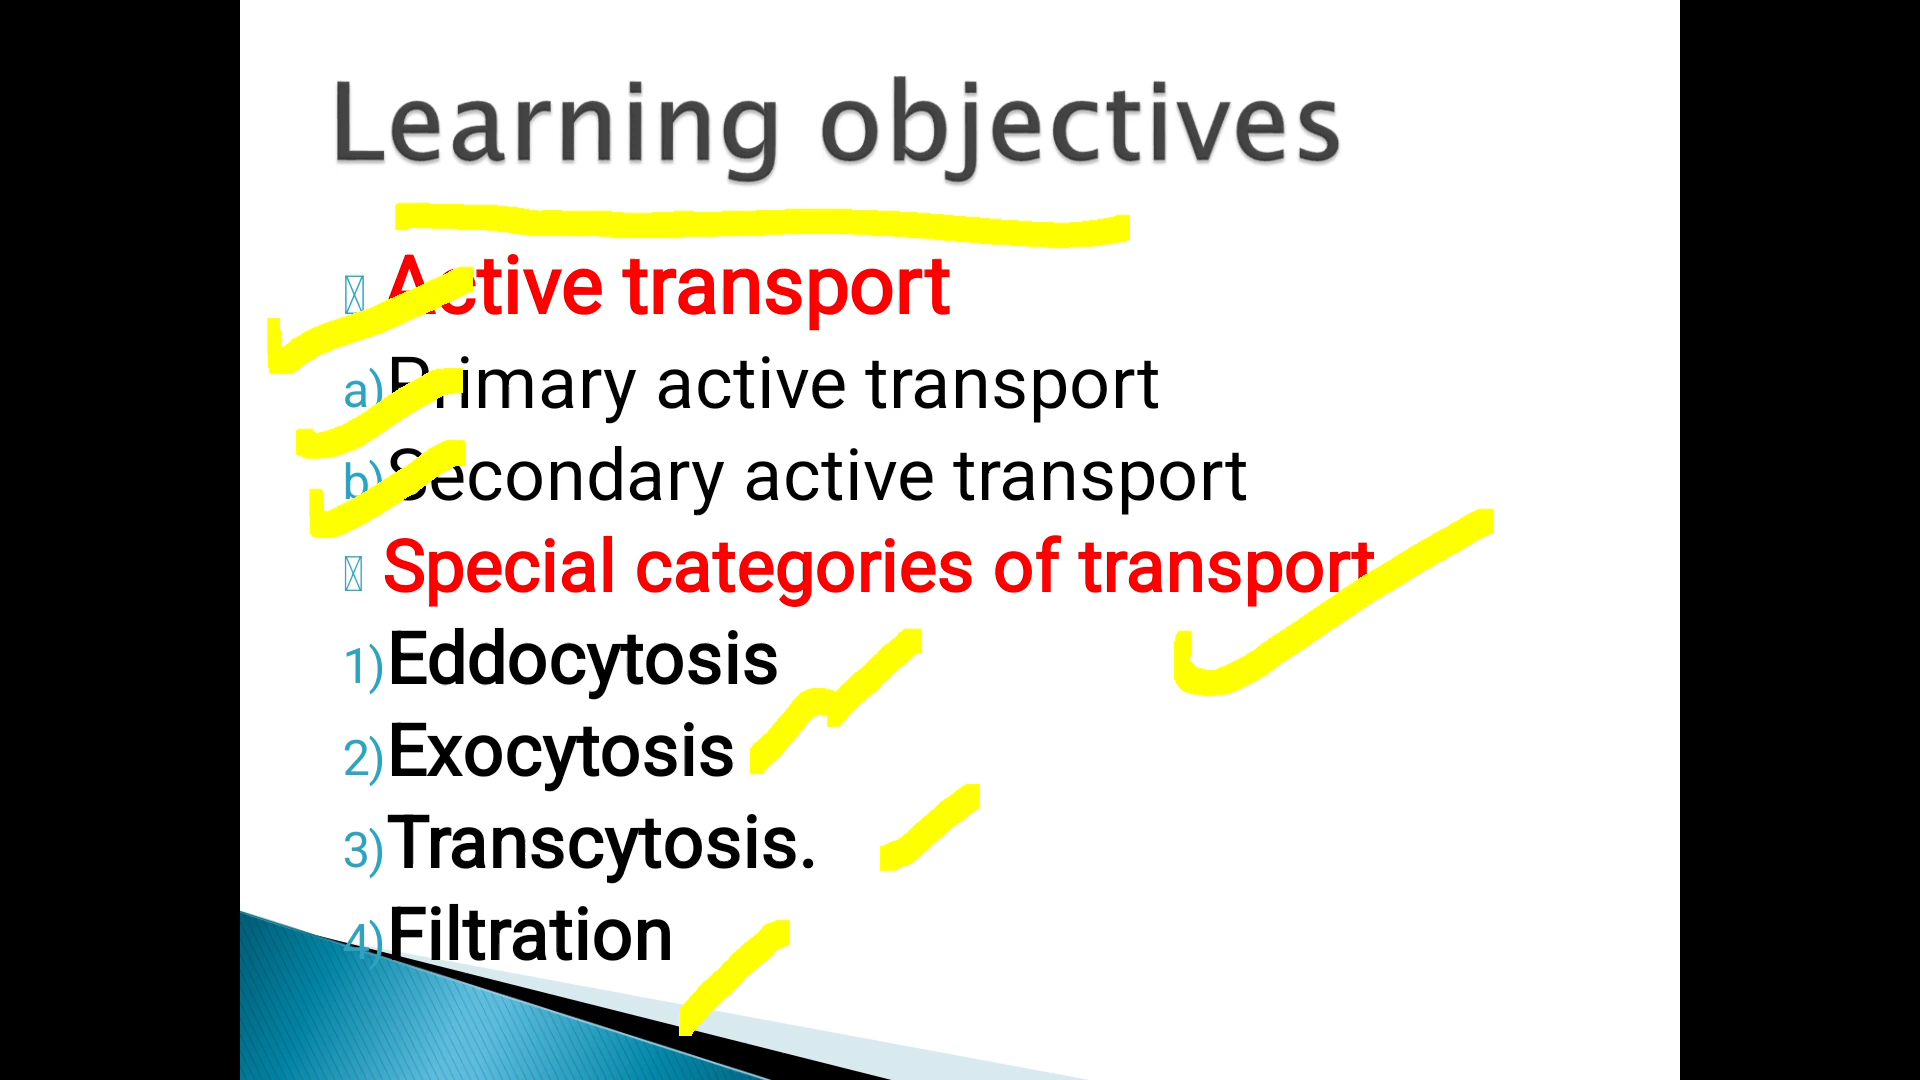 Learning objectives
Active transport
a) Primary active transport
b) Secondary active transport
Special categories of transport
1) Eddocytosis
2) Exocytosis
3) Transcytosis.
4) Filtration